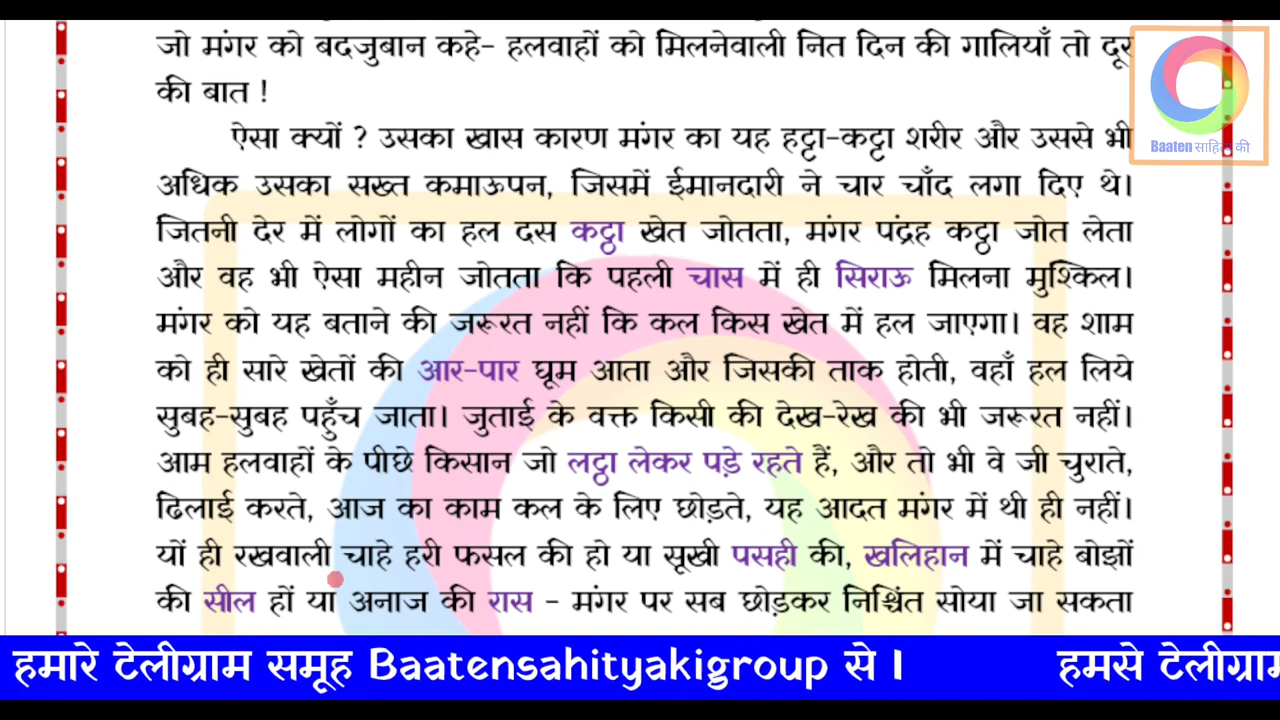 जो मंगर को बदजुबान कहे- हलवाहों को मिलनेवाली नित दिन की गालियाँ तो दूर
की बात !
ऐसा क्यों ? उसका खास कारण मंगर का यह हट्टा-कट्टा शरीर और उससे भी
अधिक उसका सख्त कमाऊपन, जिसमें ईमानदारी ने चार चाँद लगा दिए थे।
जितनी देर में लोगों का हल दस कट्ठा खेत जोतता, मंगर पंद्रह कट्ठा जोत लेता
और वह भी ऐसा महीन जोतता कि पहली चास में ही सिराऊ मिलना मुश्किल।
मंगर को यह बताने की जरूरत नहीं कि कल किस खेत में हल जाएगा। वह शाम
को ही सारे खेतों की आर-पार घूम आता और जिसकी ताक होती, वहाँ हल लिये
सुबह-सुबह पहुँच जाता। जुताई के वक्त किसी की देख-रेख की भी जरूरत नहीं।
आम हलवाहों के पीछे किसान जो लट्ठा लेकर पड़े रहते हैं, और तो भी वे जी चुराते,
ढिलाई करते, आज का काम कल के लिए छोड़ते, यह आदत मंगर में थी ही नहीं।
यों ही रखवाली चाहे हरी फसल की हो या सूखी पसही की, खलिहान में चाहे बोझों
की सील हों या अनाज की रास - मंगर पर सब छोड़कर निश्चिंत सोया जा सकता
Baaten साहित्य की
हमारे टेलीग्राम समूह Baatensahityakigroup से । हमसे टेलीग्राम